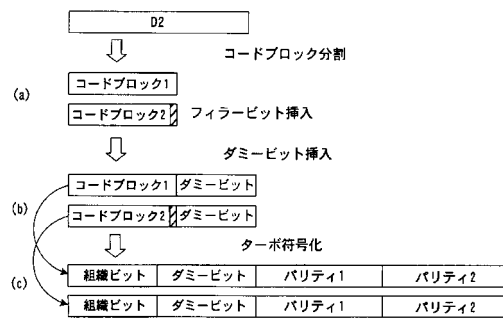 D2
コードブロック分割
(a)
コードブロック1
コードブロック2 フィラービット挿入
ダミービット挿入
(b)
コードブロック1 ダミービット
コードブロック2 ダミービット
ターボ符号化
(c)
組織ビット ダミービット パリティ1 パリティ2
組織ビット ダミービット パリティ1 パリティ2